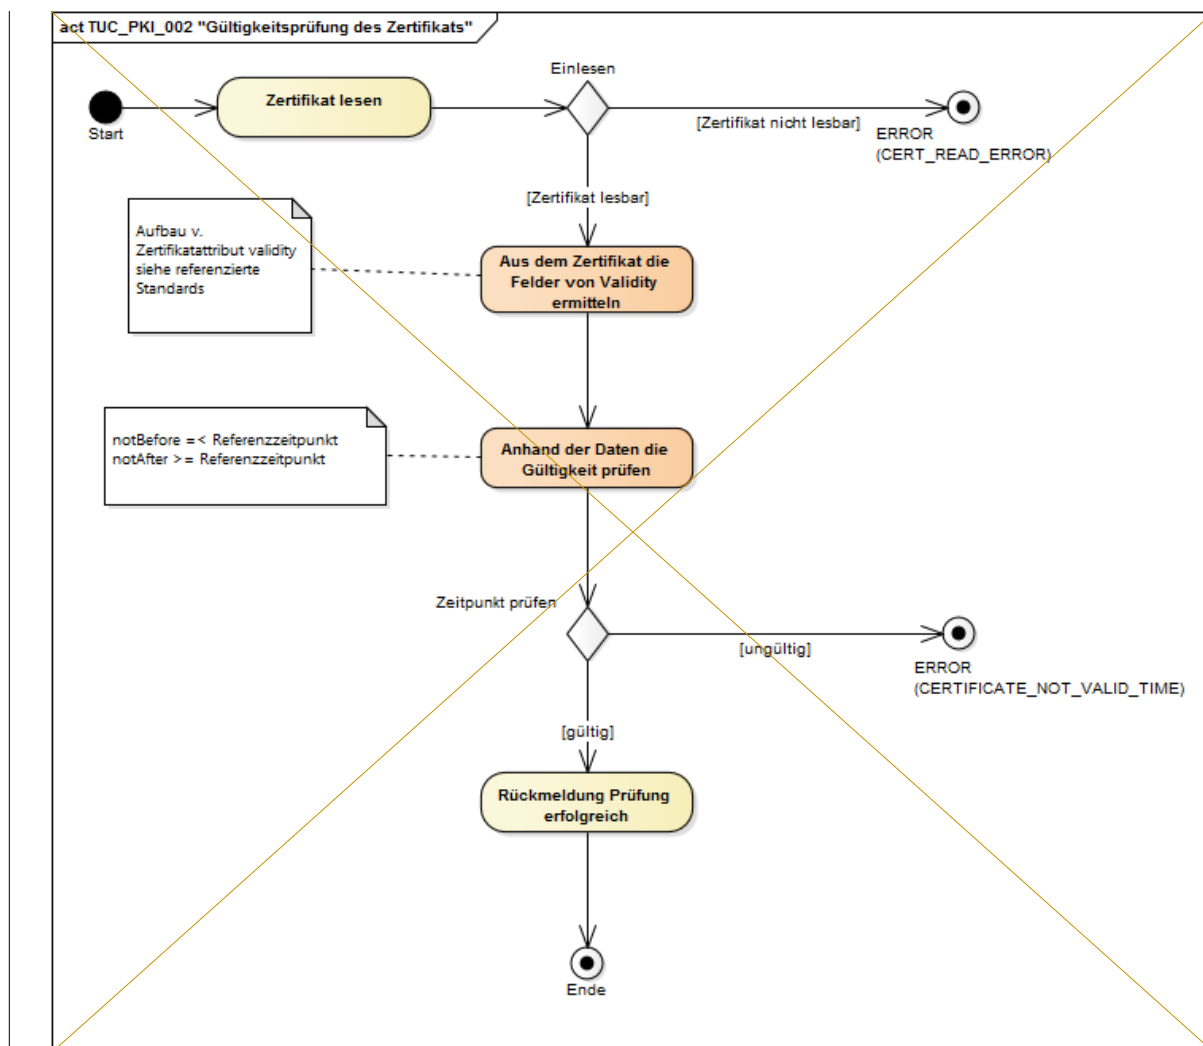 act TUC_PKI_002 "Gültigkeitsprüfung des Zertifikats"
Einlesen
Zertifikat lesen
Start
[Zertifikat nicht lesbar]
ERROR
(CERT_READ_ERROR)
[Zertifikat lesbar]
Aufbau v.
Zertifikatattribut validity
siehe referenzierte
Standards
Aus dem Zertifikat die
Felder von Validity
ermitteln
notBefore =< Referenzzeitpunkt
notAfter >= Referenzzeitpunkt
Anhand der Daten die
Gültigkeit prüfen
Zeitpunkt prüfen
[ungültig]
ERROR
(CERTIFICATE_NOT_VALID_TIME)
[gültig]
Rückmeldung Prüfung
erfolgreich
Ende